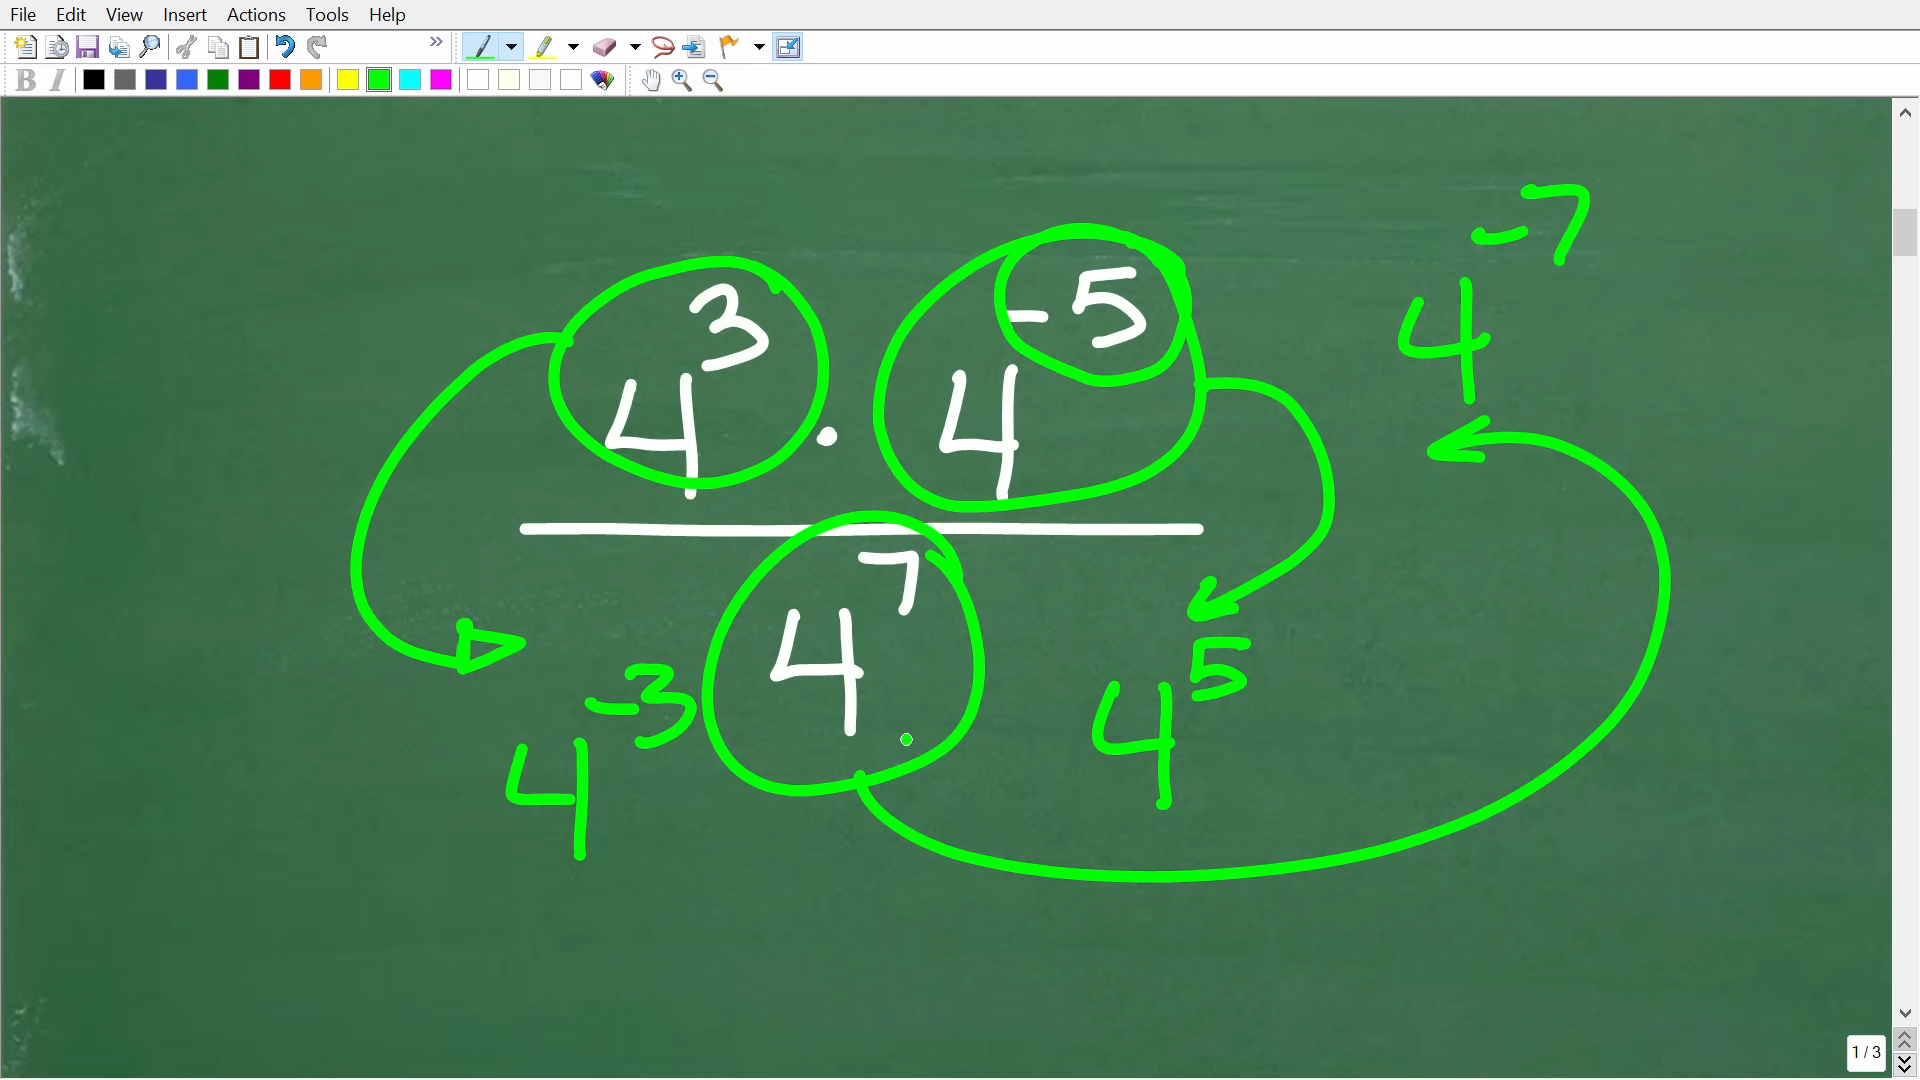 File Edit View Insert Actions Tools Help
B I
4^3 · 4^-5
4^7
4^-7
4^-3
4^5
1 / 3